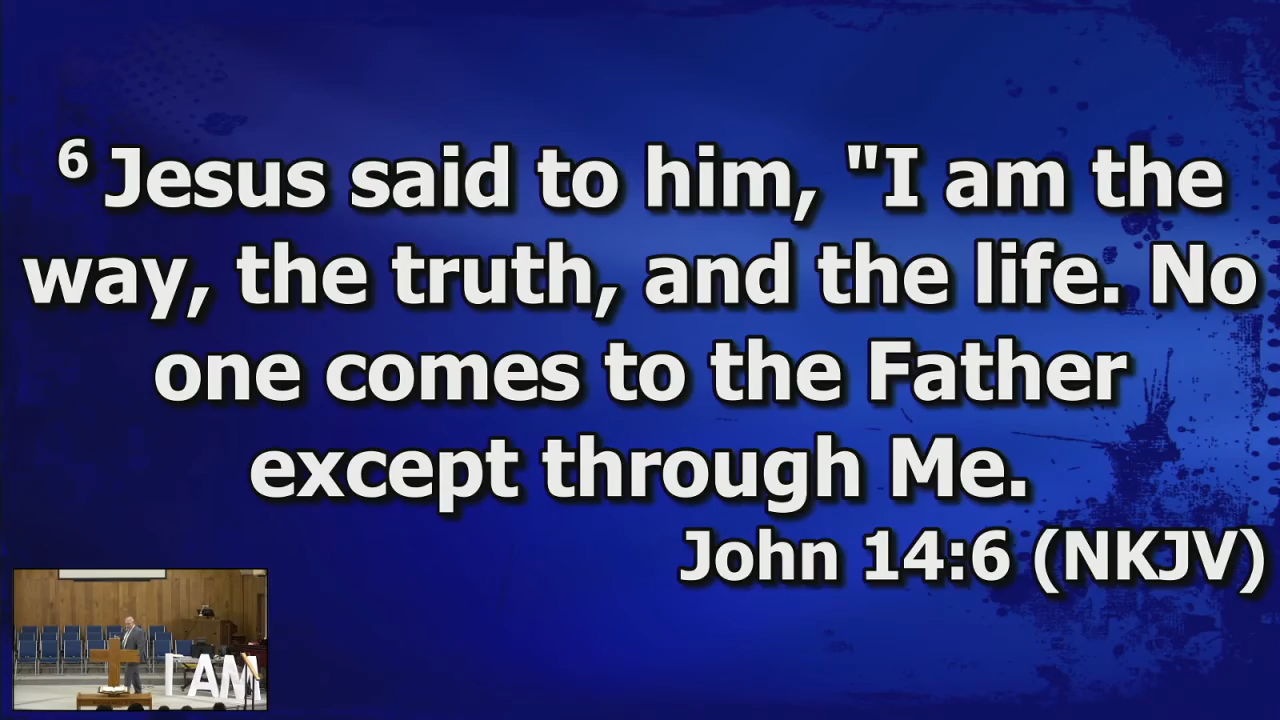 6 Jesus said to him, "I am the
way, the truth, and the life. No
one comes to the Father
except through Me.
John 14:6 (NKJV)
I AM